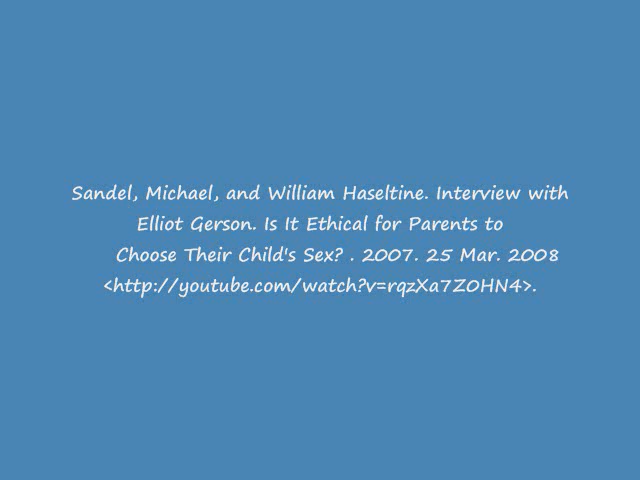 Sandel, Michael, and William Haseltine. Interview with
Elliot Gerson. Is It Ethical for Parents to
Choose Their Child's Sex? . 2007. 25 Mar. 2008
<http://youtube.com/watch?v=rqzXa7Z0HN4>.